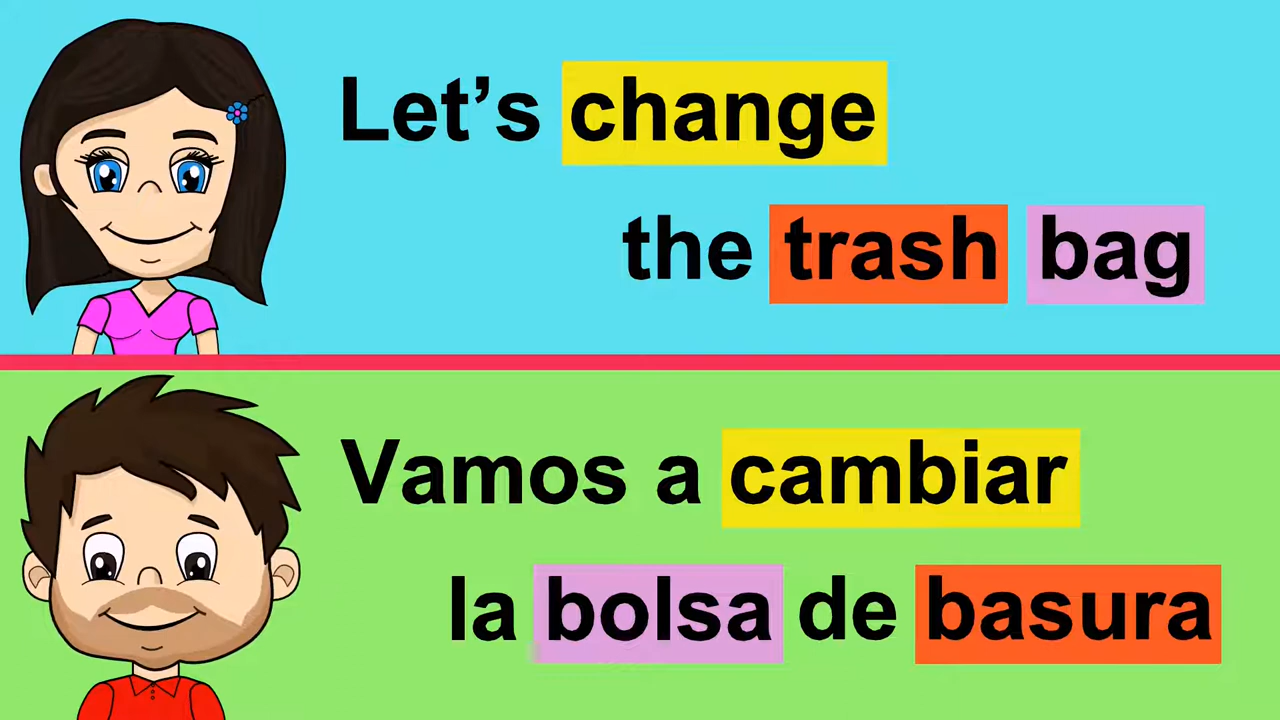 Let’s change
the trash bag
Vamos a cambiar
la bolsa de basura